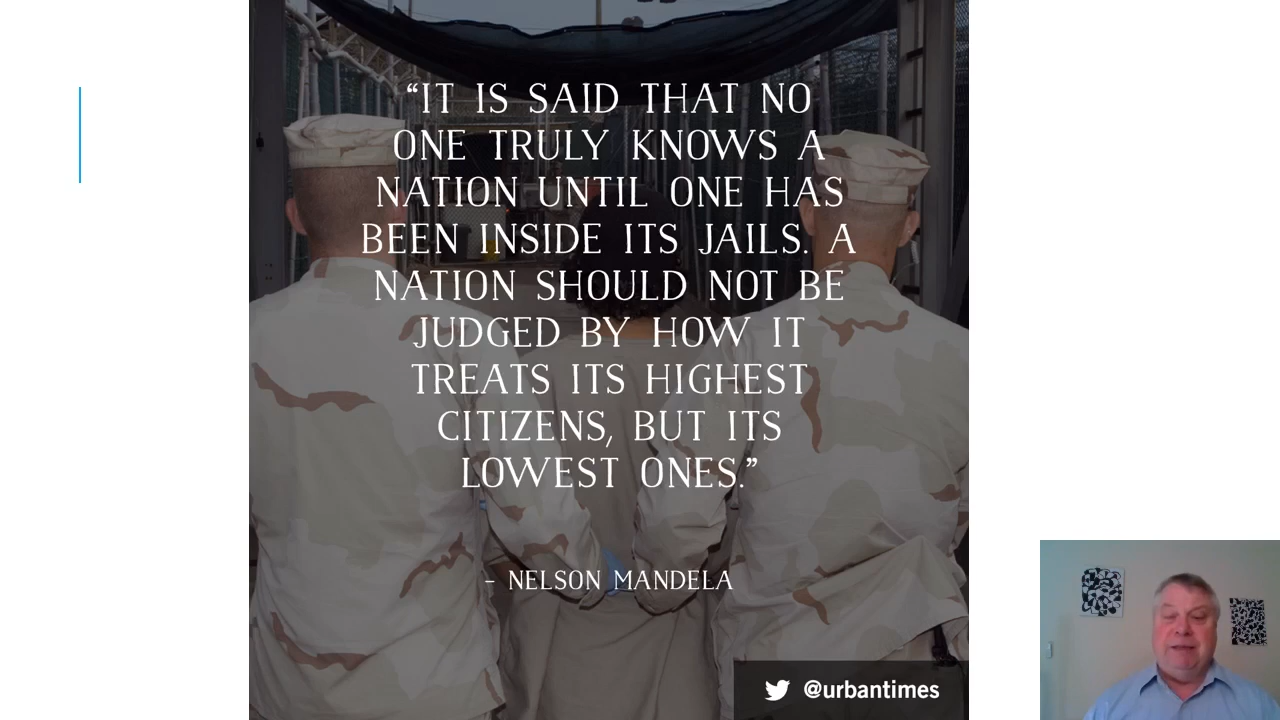 “IT IS SAID THAT NO
ONE TRULY KNOWS A
NATION UNTIL ONE HAS
BEEN INSIDE ITS JAILS. A
NATION SHOULD NOT BE
JUDGED BY HOW IT
TREATS ITS HIGHEST
CITIZENS, BUT ITS
LOWEST ONES.”
- NELSON MANDELA
@urbantimes